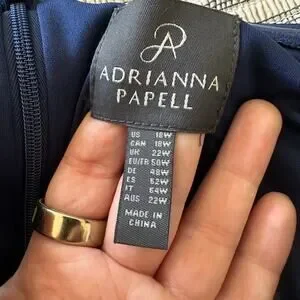 ADRIANNA
PAPELL
US 18W
CAN 18W
UK 22W
EU/FR 50W
DE 48W
ES 52W
IT 54W
AUS 22W
MADE IN
CHINA